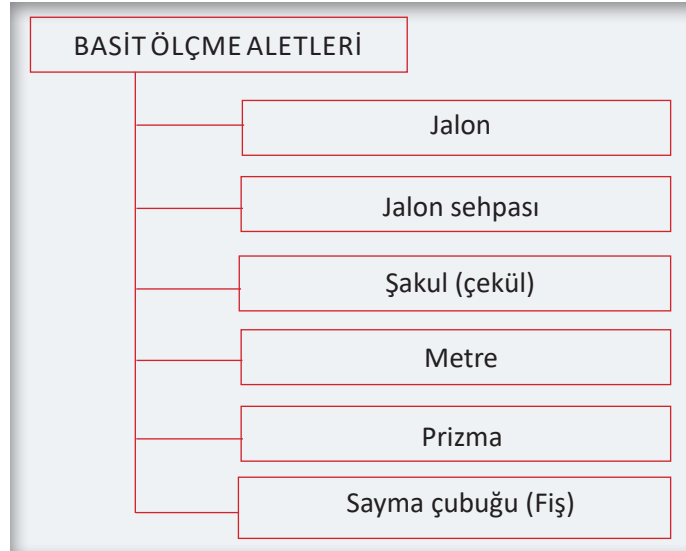 BASİT ÖLÇME ALETLERİ
Jalon
Jalon sehpası
Şakul (çekül)
Metre
Prizma
Sayma çubuğu (Fiş)